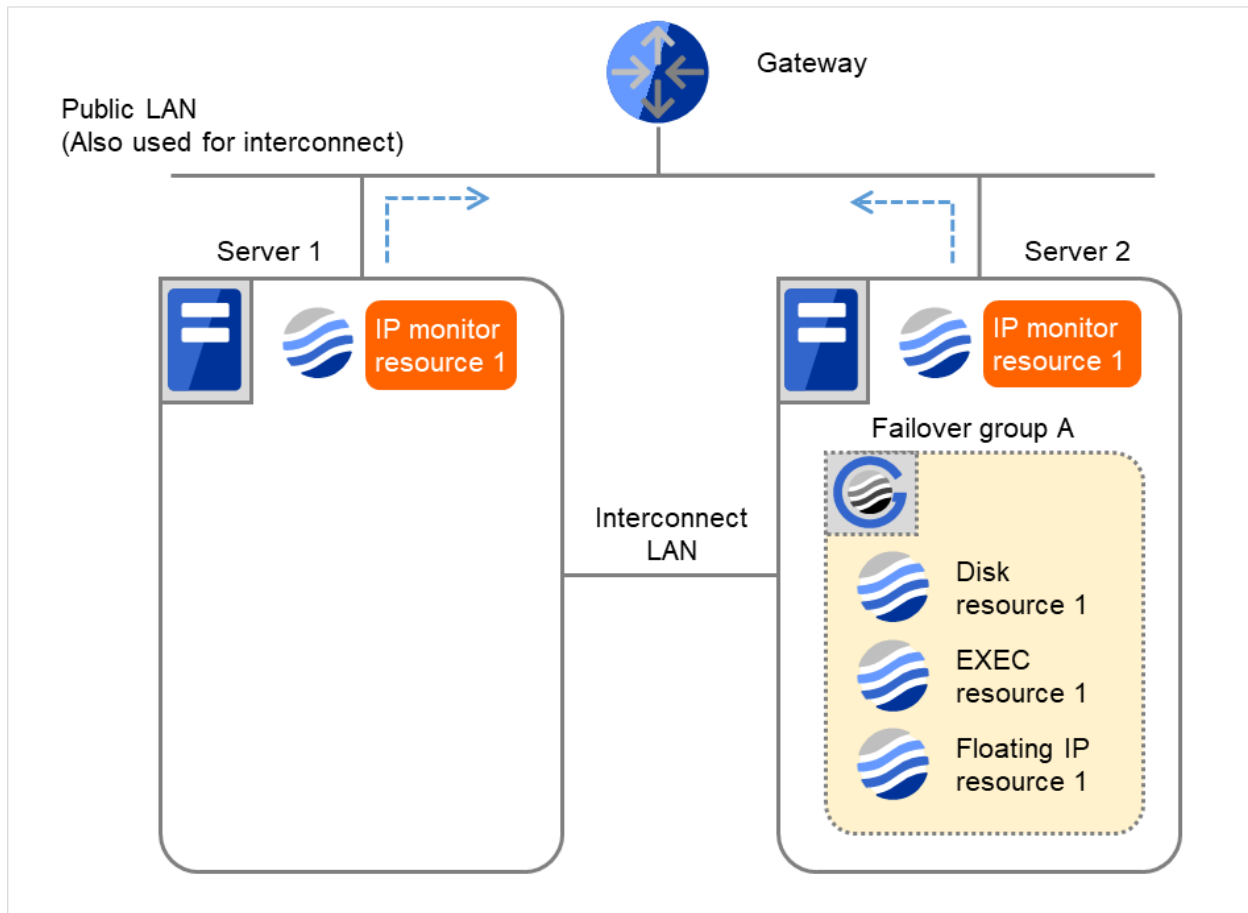 Gateway
Public LAN
(Also used for interconnect)
Server 1
Server 2
IP monitor
resource 1
IP monitor
resource 1
Failover group A
Interconnect
LAN
Disk
resource 1
EXEC
resource 1
Floating IP
resource 1